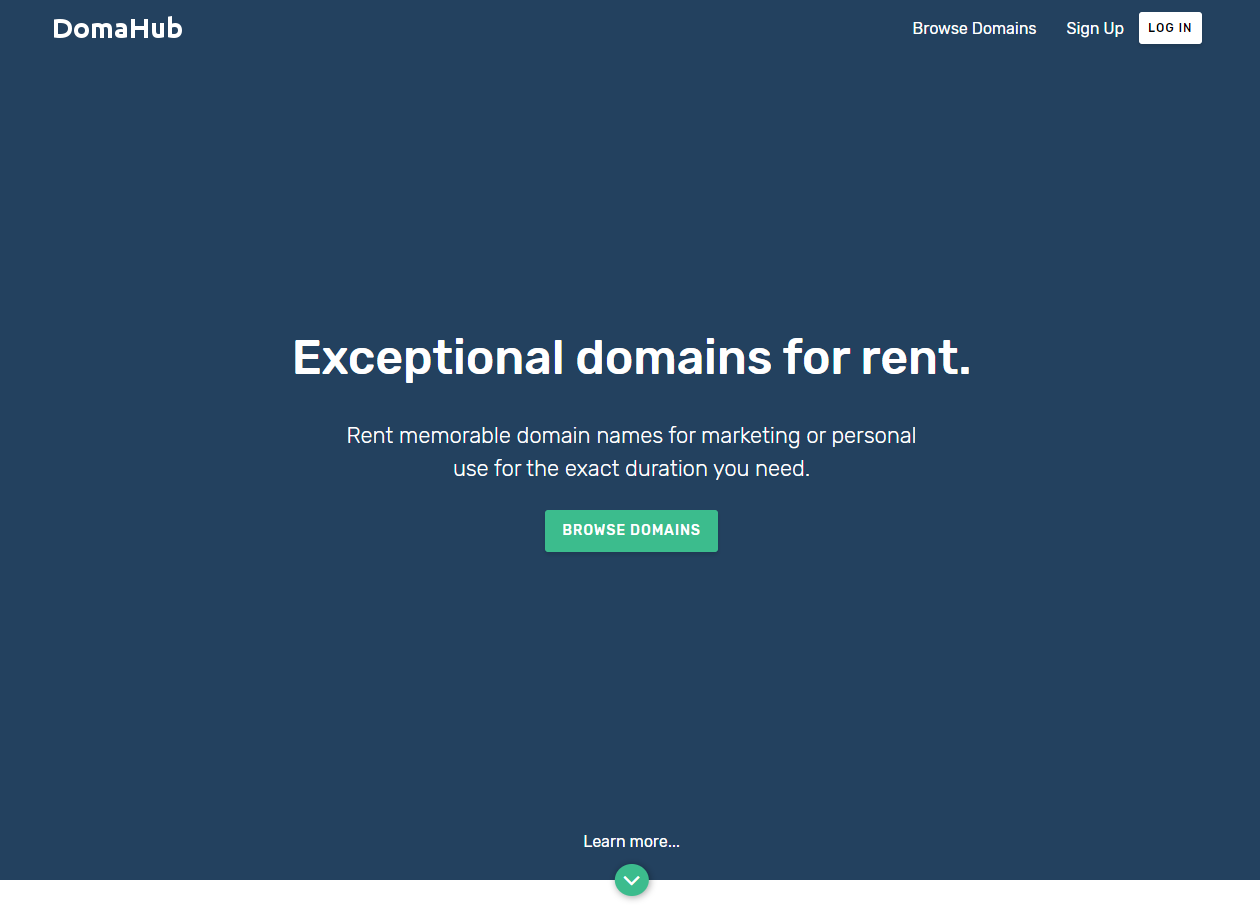 DomaHub
Browse Domains
Sign Up
LOG IN
Exceptional domains for rent.
Rent memorable domain names for marketing or personal
use for the exact duration you need.
BROWSE DOMAINS
Learn more...